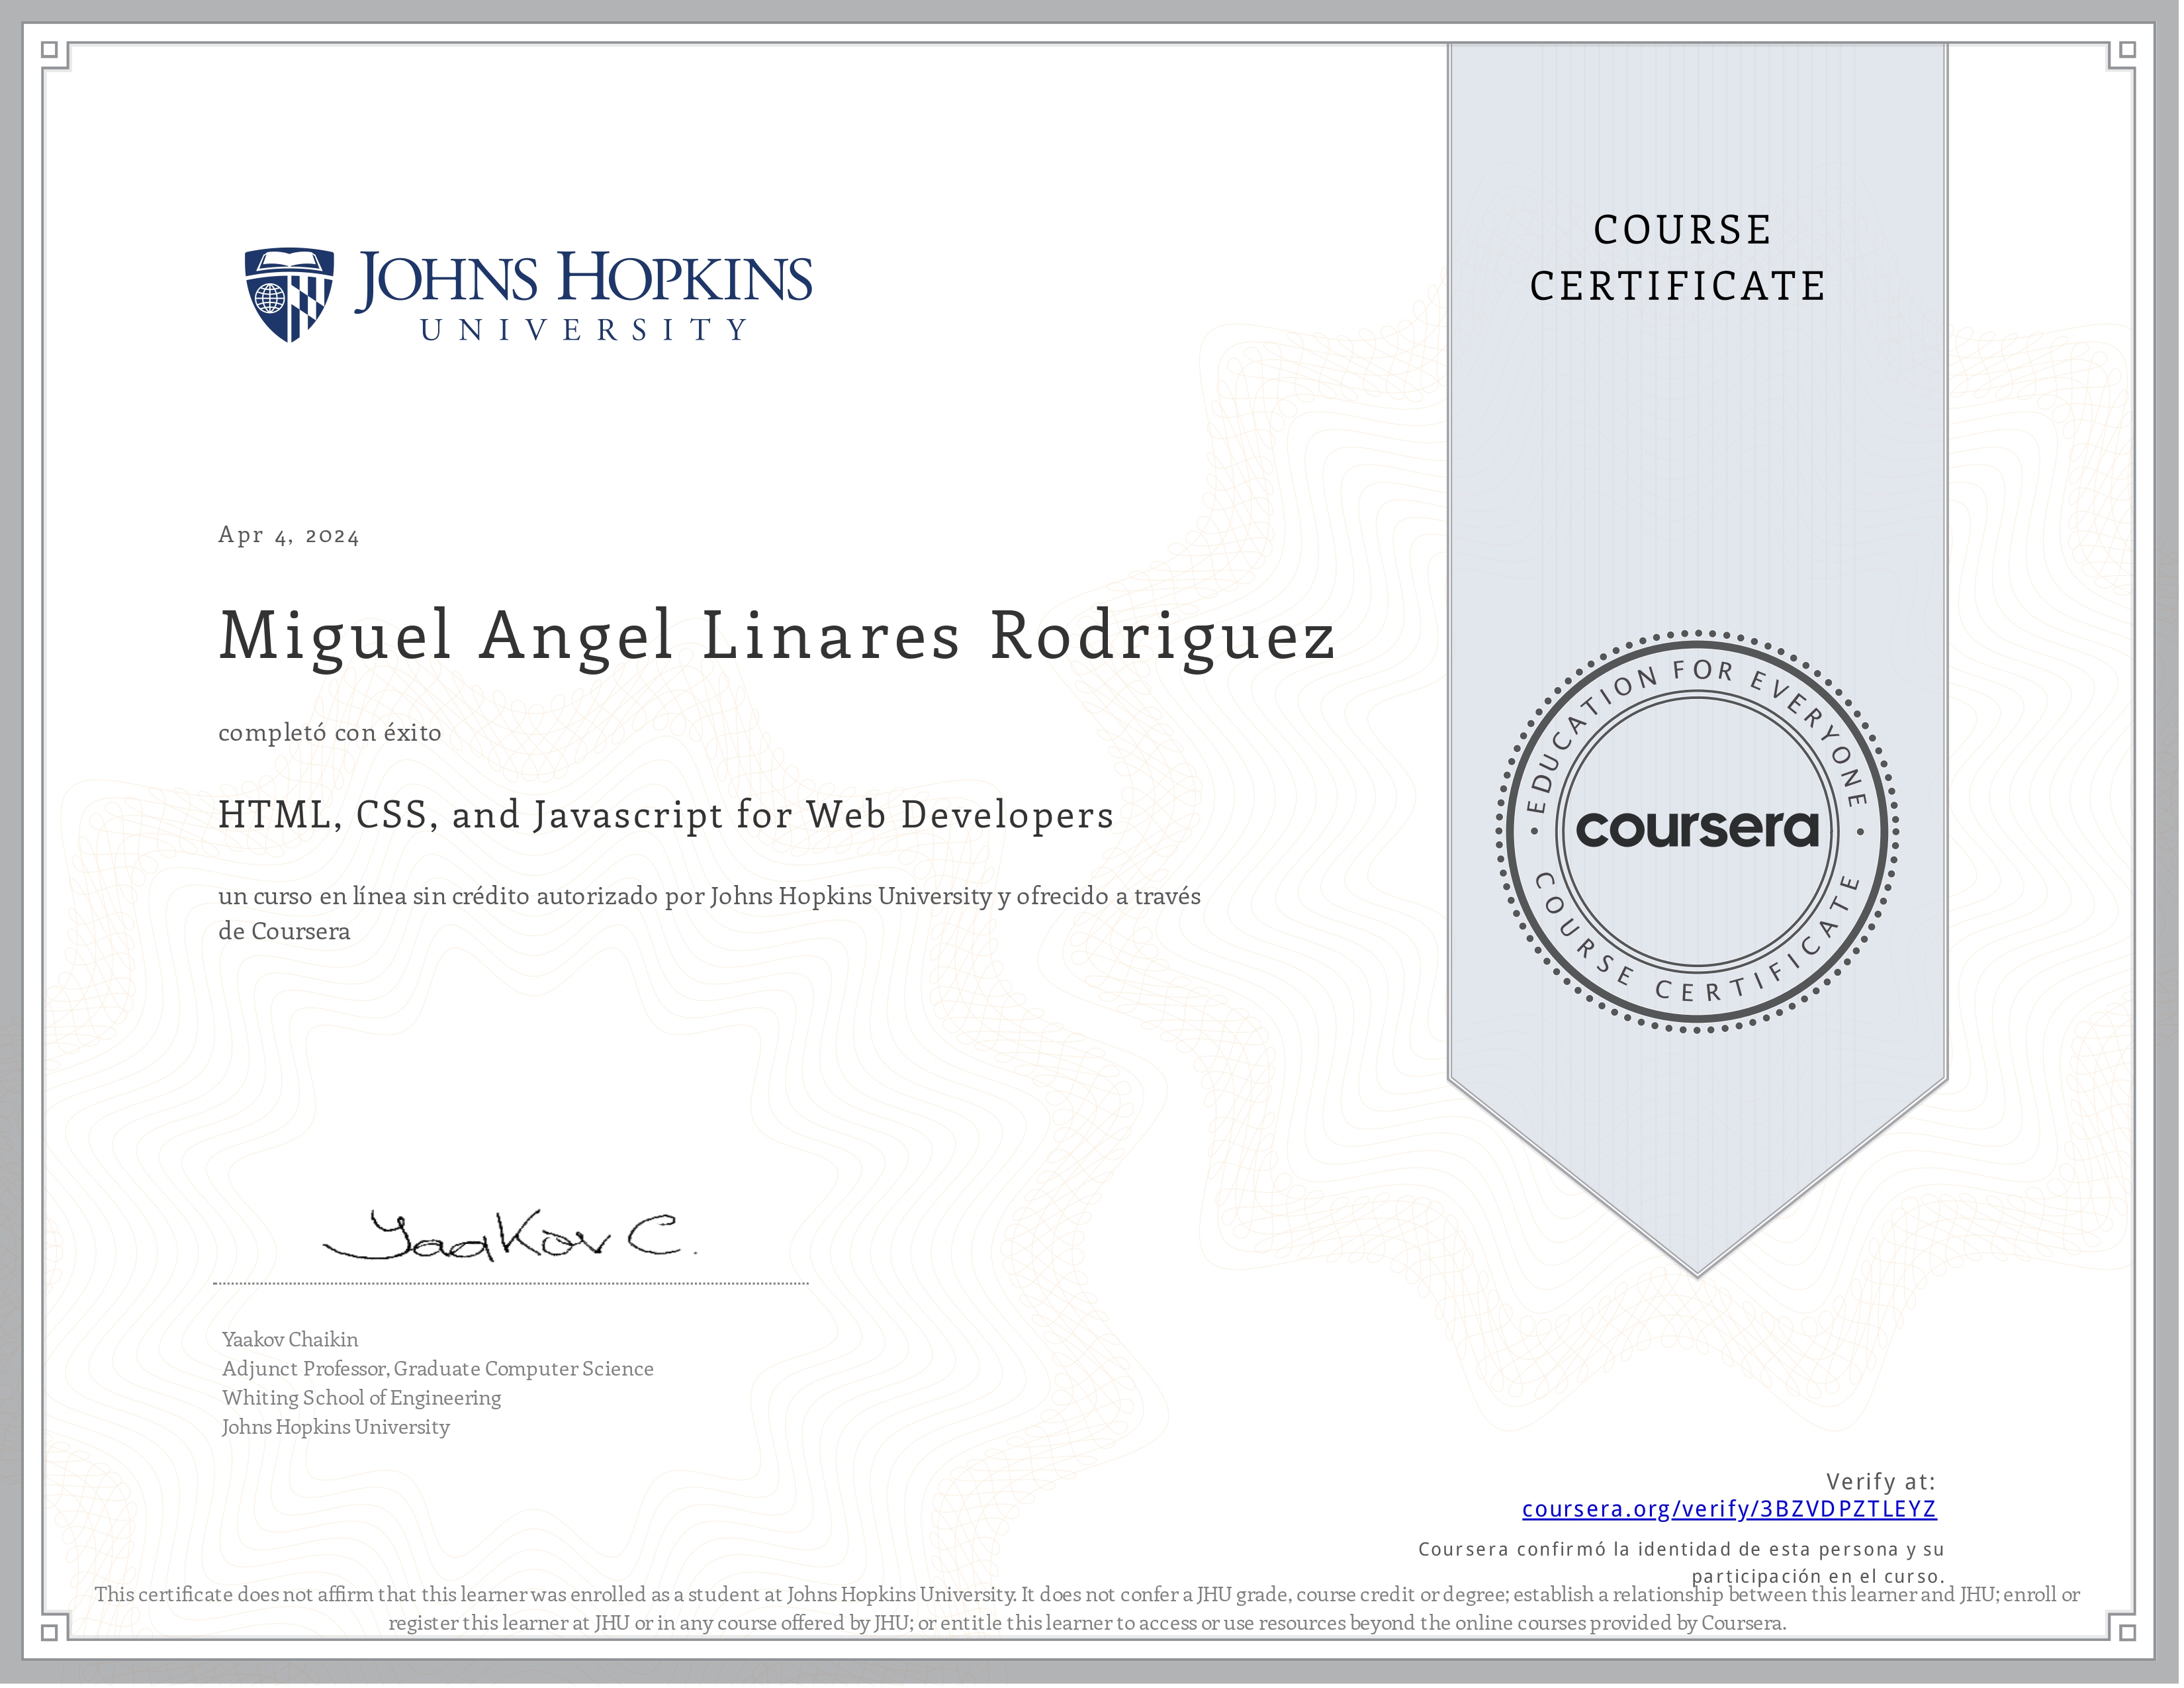 JOHNS HOPKINS
UNIVERSITY
COURSE
CERTIFICATE
Apr 4, 2024
Miguel Angel Linares Rodriguez
completó con éxito
HTML, CSS, and Javascript for Web Developers
un curso en línea sin crédito autorizado por Johns Hopkins University y ofrecido a través
de Coursera
EDUCATION FOR EVERYONE
coursera
COURSE CERTIFICATE
Yaakov C.
Yaakov Chaikin
Adjunct Professor, Graduate Computer Science
Whiting School of Engineering
Johns Hopkins University
Verify at:
coursera.org/verify/3BZVDPZTLEYZ
Coursera confirmó la identidad de esta persona y su
participación en el curso.
This certificate does not affirm that this learner was enrolled as a student at Johns Hopkins University. It does not confer a JHU grade, course credit or degree; establish a relationship between this learner and JHU; enroll or
register this learner at JHU or in any course offered by JHU; or entitle this learner to access or use resources beyond the online courses provided by Coursera.